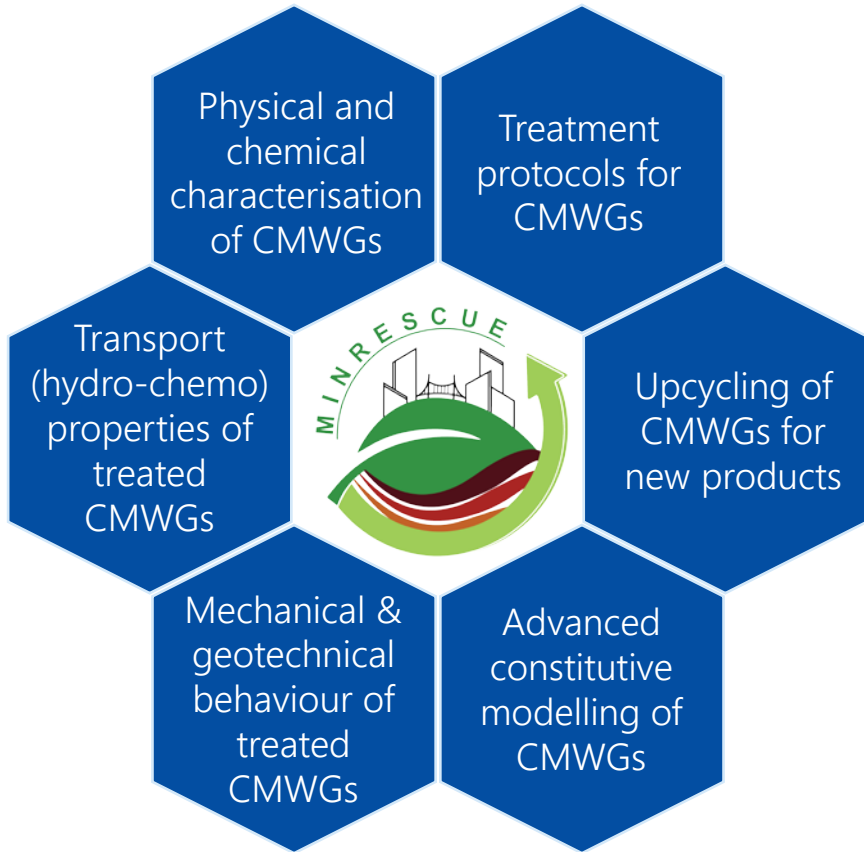 Physical and
chemical
characterisation
of CMWGs
Treatment
protocols for
CMWGs
Transport
(hydro-chemo)
properties of
treated
CMWGs
MINRESCUE
Upcycling of
CMWGs for
new products
Mechanical &
geotechnical
behaviour of
treated
CMWGs
Advanced
constitutive
modelling of
CMWGs